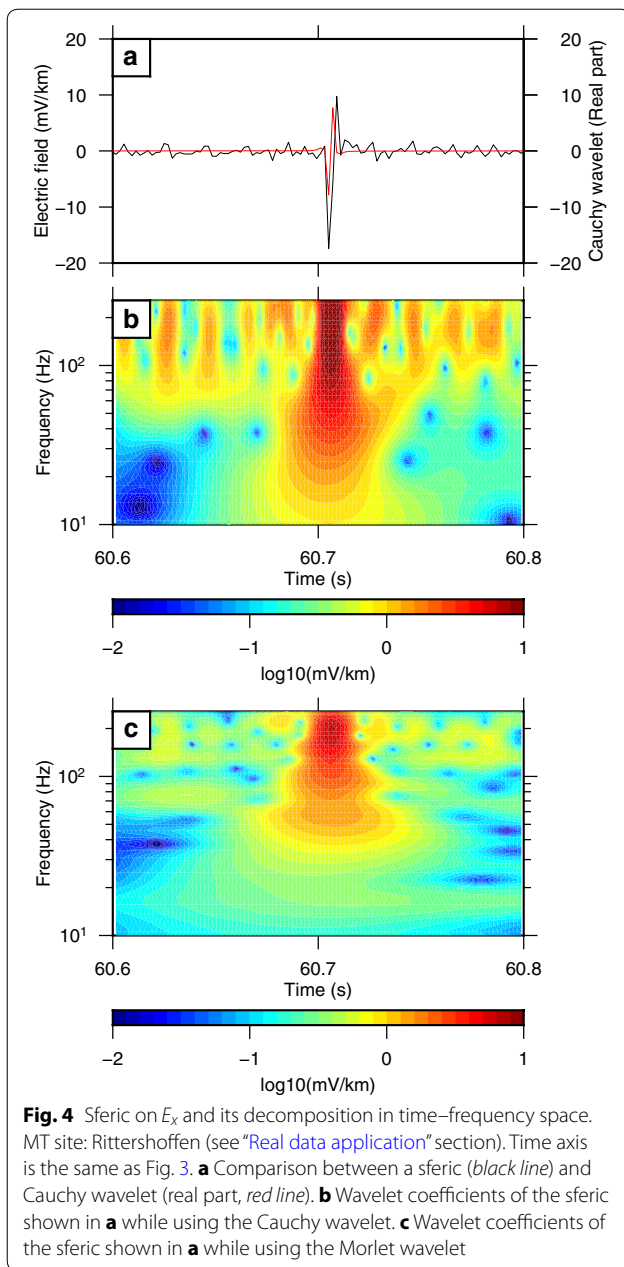 a
20
10
0
−10
−20
Electric field (mV/km)
20
10
0
−10
−20
Cauchy wavelet (Real part)
b
10²
10¹
Frequency (Hz)
60.6 60.7 60.8
Time (s)
−2 −1 0 1
log10(mV/km)
c
10²
10¹
Frequency (Hz)
60.6 60.7 60.8
Time (s)
−2 −1 0 1
log10(mV/km)
Fig. 4 Sferic on Eₓ and its decomposition in time–frequency space.
MT site: Rittershoffen (see “Real data application” section). Time axis
is the same as Fig. 3. a Comparison between a sferic (black line) and
Cauchy wavelet (real part, red line). b Wavelet coefficients of the sferic
shown in a while using the Cauchy wavelet. c Wavelet coefficients of
the sferic shown in a while using the Morlet wavelet